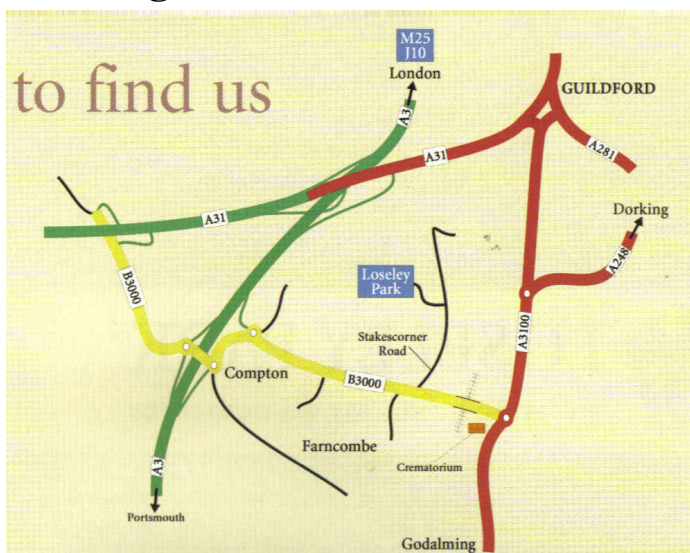 to find us
M25
J10
London
GUILDFORD
A3
A31
A281
A31
Dorking
A248
B3000
Loseley
Park
A3100
Stakescorner
Road
Compton
B3000
Farncombe
Crematorium
A3
Portsmouth
Godalming